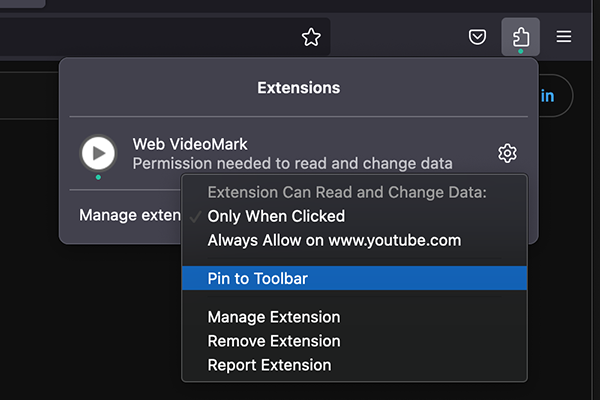 in
Extensions
Web VideoMark
Permission needed to read and change data
Manage exten
Extension Can Read and Change Data:
Only When Clicked
Always Allow on www.youtube.com
Pin to Toolbar
Manage Extension
Remove Extension
Report Extension